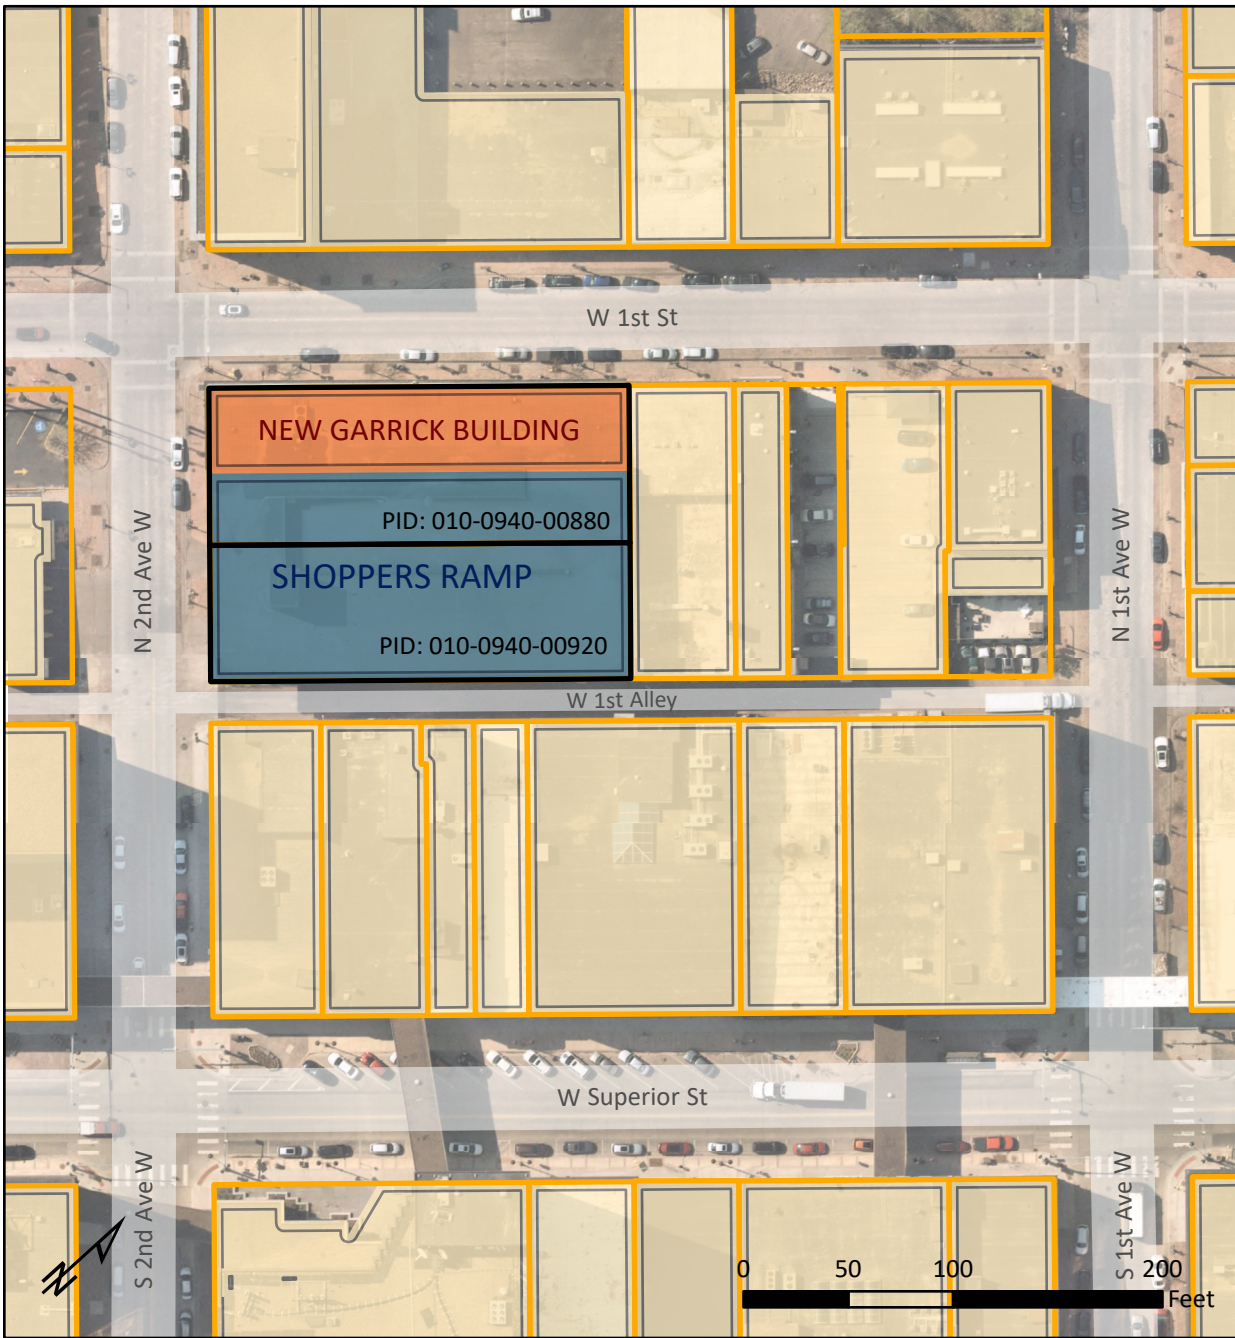 W 1st St
NEW GARRICK BUILDING
PID: 010-0940-00880
SHOPPERS RAMP
PID: 010-0940-00920
N 2nd Ave W
N 1st Ave W
W 1st Alley
W Superior St
S 2nd Ave W
S 1st Ave W
N
0 50 100 200
Feet